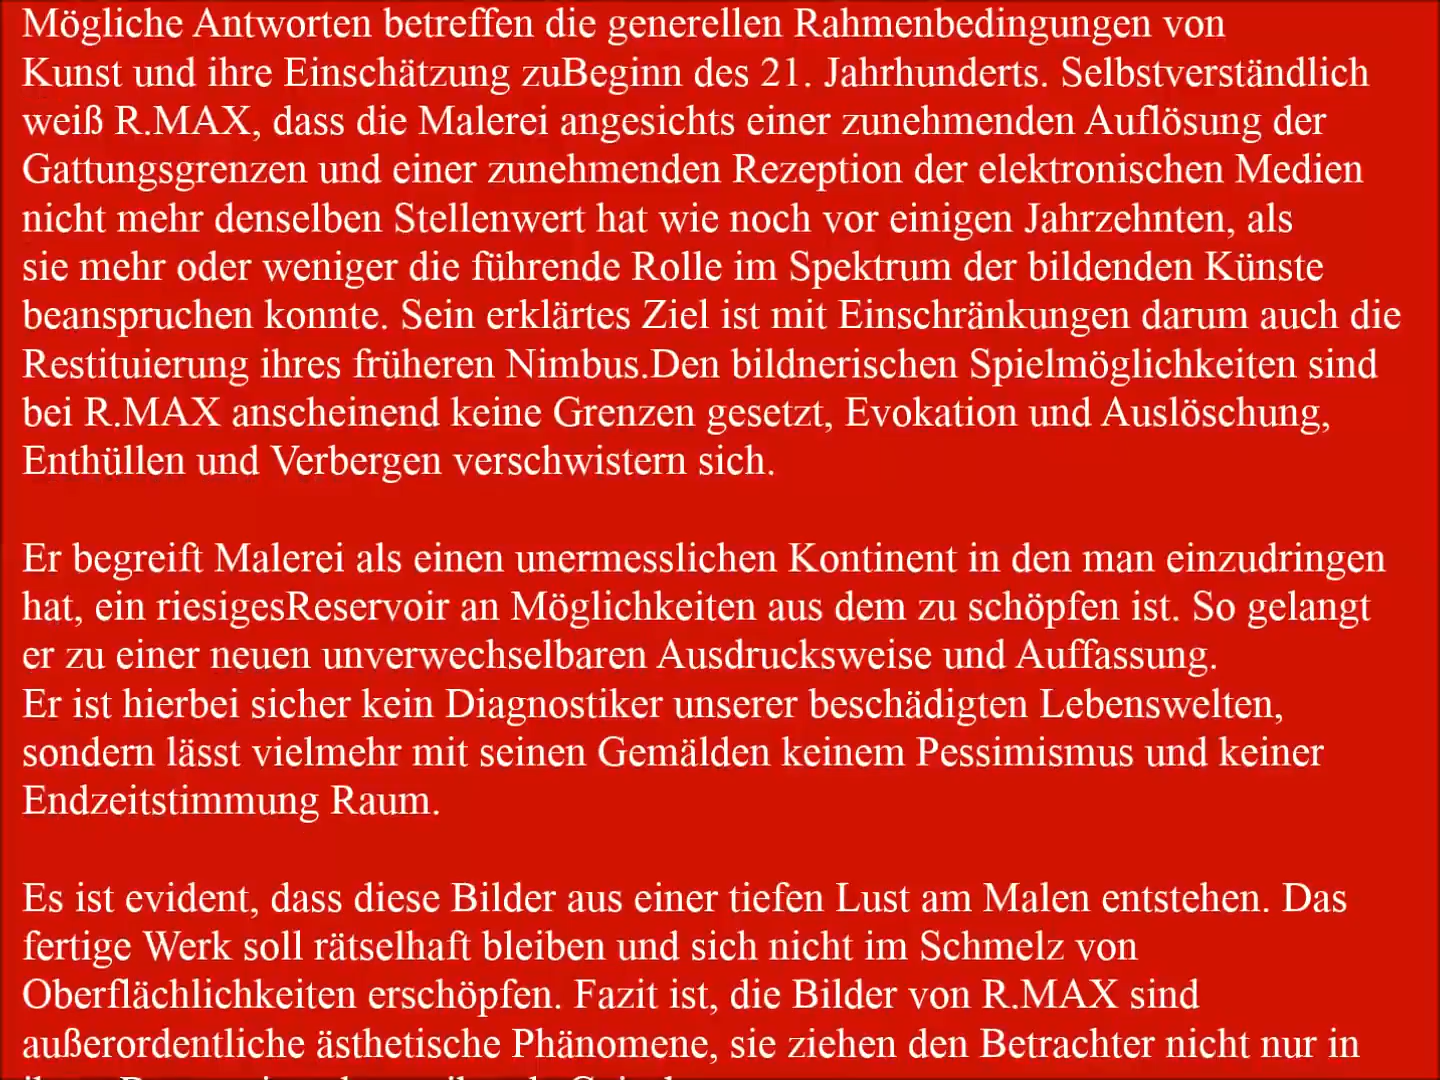 Mögliche Antworten betreffen die generellen Rahmenbedingungen von
Kunst und ihre Einschätzung zuBeginn des 21. Jahrhunderts. Selbstverständlich
weiß R.MAX, dass die Malerei angesichts einer zunehmenden Auflösung der
Gattungsgrenzen und einer zunehmenden Rezeption der elektronischen Medien
nicht mehr denselben Stellenwert hat wie noch vor einigen Jahrzehnten, als
sie mehr oder weniger die führende Rolle im Spektrum der bildenden Künste
beanspruchen konnte. Sein erklärtes Ziel ist mit Einschränkungen darum auch die
Restituierung ihres früheren Nimbus.Den bildnerischen Spielmöglichkeiten sind
bei R.MAX anscheinend keine Grenzen gesetzt, Evokation und Auslöschung,
Enthüllen und Verbergen verschwistern sich.
Er begreift Malerei als einen unermesslichen Kontinent in den man einzudringen
hat, ein riesigesReservoir an Möglichkeiten aus dem zu schöpfen ist. So gelangt
er zu einer neuen unverwechselbaren Ausdrucksweise und Auffassung.
Er ist hierbei sicher kein Diagnostiker unserer beschädigten Lebenswelten,
sondern lässt vielmehr mit seinen Gemälden keinem Pessimismus und keiner
Endzeitstimmung Raum.
Es ist evident, dass diese Bilder aus einer tiefen Lust am Malen entstehen. Das
fertige Werk soll rätselhaft bleiben und sich nicht im Schmelz von
Oberflächlichkeiten erschöpfen. Fazit ist, die Bilder von R.MAX sind
außerordentliche ästhetische Phänomene, sie ziehen den Betrachter nicht nur in